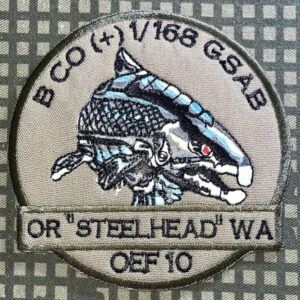 B CO (+) 1/168 GSAB
OR "STEELHEAD" WA
OEF 10